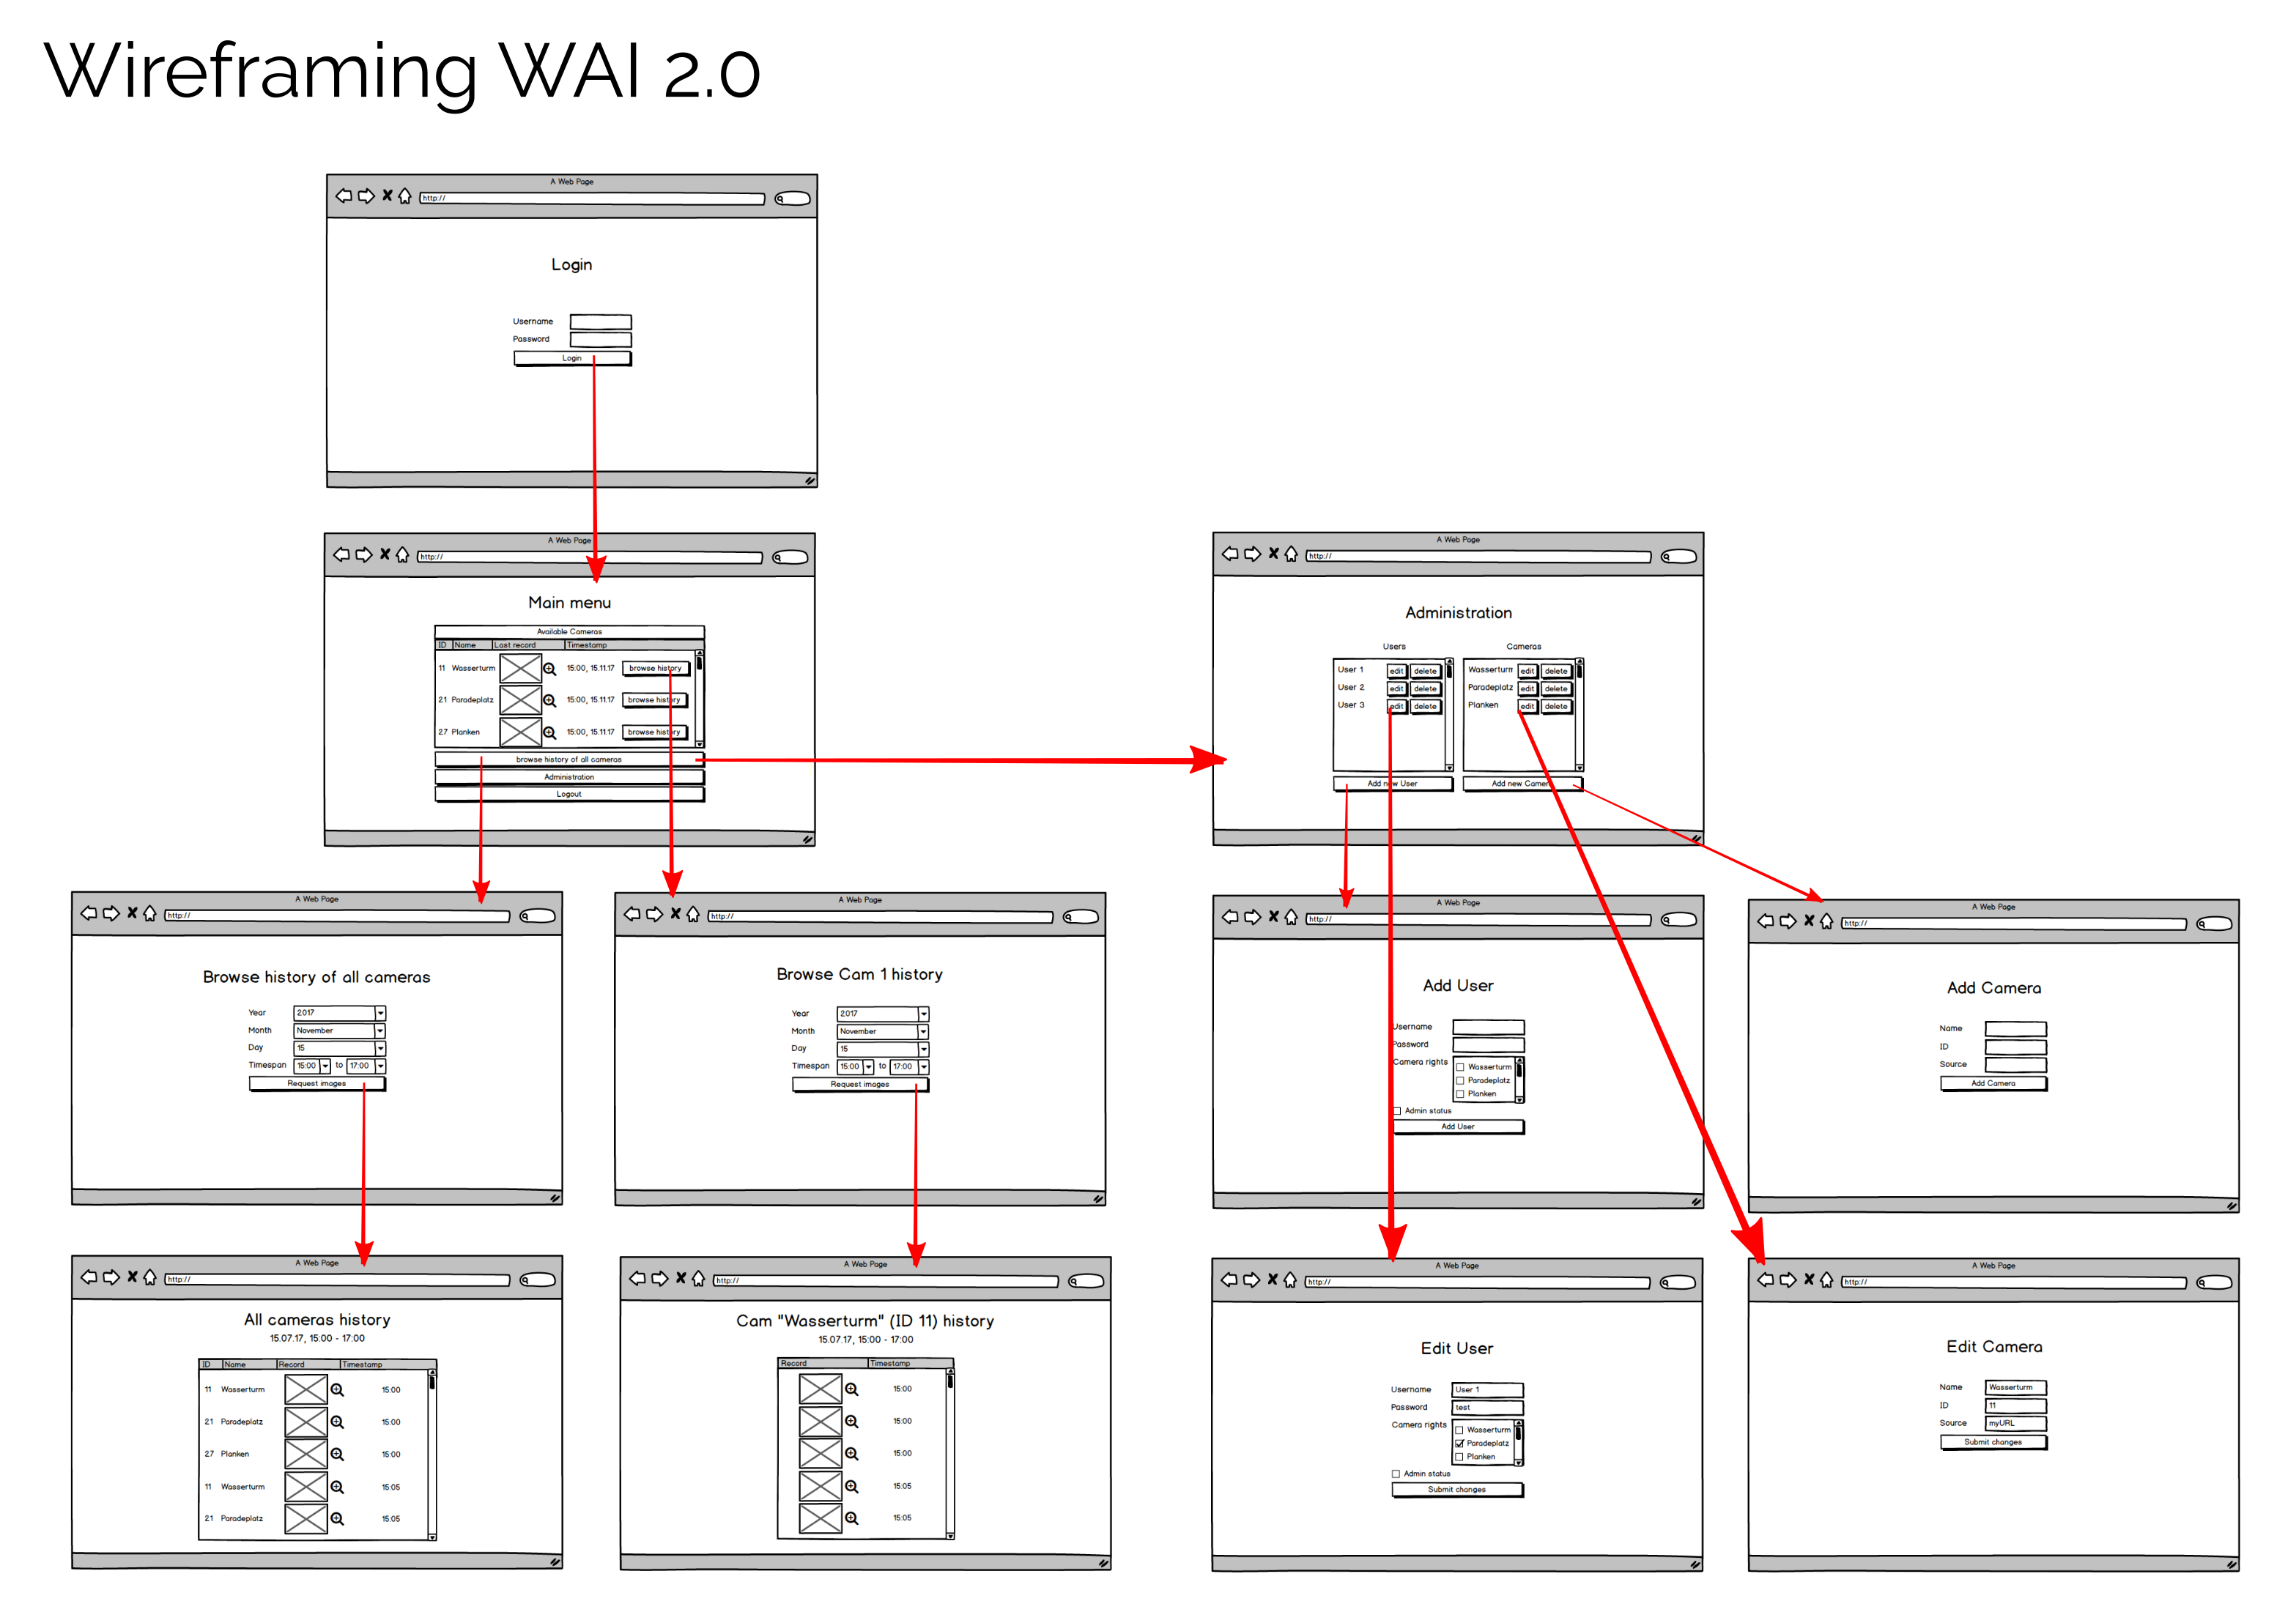 Wireframing WAI 2.0
A Web Page
http://
Login
Username
Password
Login
A Web Page
http://
Main menu
Available Cameras
ID Name Last record Timestamp
11 Wasserturm 15:00, 15.11.17 browse history
21 Paradeplatz 15:00, 15.11.17 browse history
27 Planken 15:00, 15.11.17 browse history
browse history of all cameras
Administration
Logout
A Web Page
http://
Administration
Users Cameras
User 1 edit delete Wasserturm edit delete
User 2 edit delete Paradeplatz edit delete
User 3 edit delete Planken edit delete
Add new User Add new Camera
A Web Page
http://
Browse history of all cameras
Year 2017
Month November
Day 15
Timespan 15:00 to 17:00
Request images
A Web Page
http://
Browse Cam 1 history
Year 2017
Month November
Day 15
Timespan 15:00 to 17:00
Request images
A Web Page
http://
Add User
Username
Password
Camera rights Wasserturm
Paradeplatz
Planken
Admin status
Add User
A Web Page
http://
Add Camera
Name
ID
Source
Add Camera
A Web Page
http://
All cameras history
15.07.17, 15:00 - 17:00
ID Name Record Timestamp
11 Wasserturm 15:00
21 Paradeplatz 15:00
27 Planken 15:00
11 Wasserturm 15:05
21 Paradeplatz 15:05
A Web Page
http://
Cam "Wasserturm" (ID 11) history
15.07.17, 15:00 - 17:00
Record Timestamp
15:00
15:00
15:00
15:05
15:05
A Web Page
http://
Edit User
Username User 1
Password test
Camera rights Wasserturm
Paradeplatz
Planken
Admin status
Submit changes
A Web Page
http://
Edit Camera
Name Wasserturm
ID 11
Source myURL
Submit changes